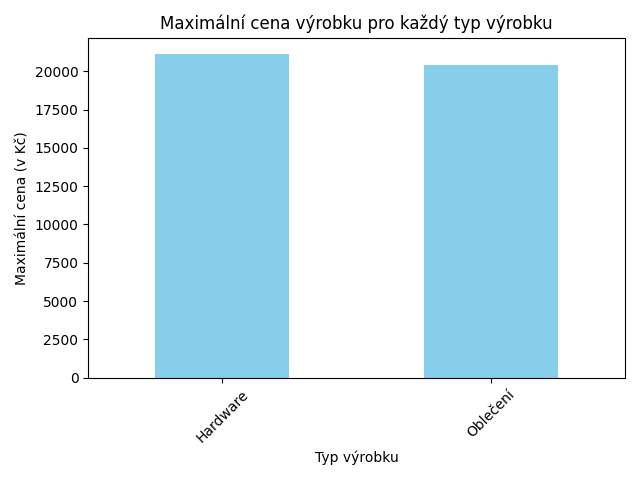 Maximální cena výrobku pro každý typ výrobku
Maximální cena (v Kč)
20000
17500
15000
12500
10000
7500
5000
2500
0
Hardware
Oblečení
Typ výrobku